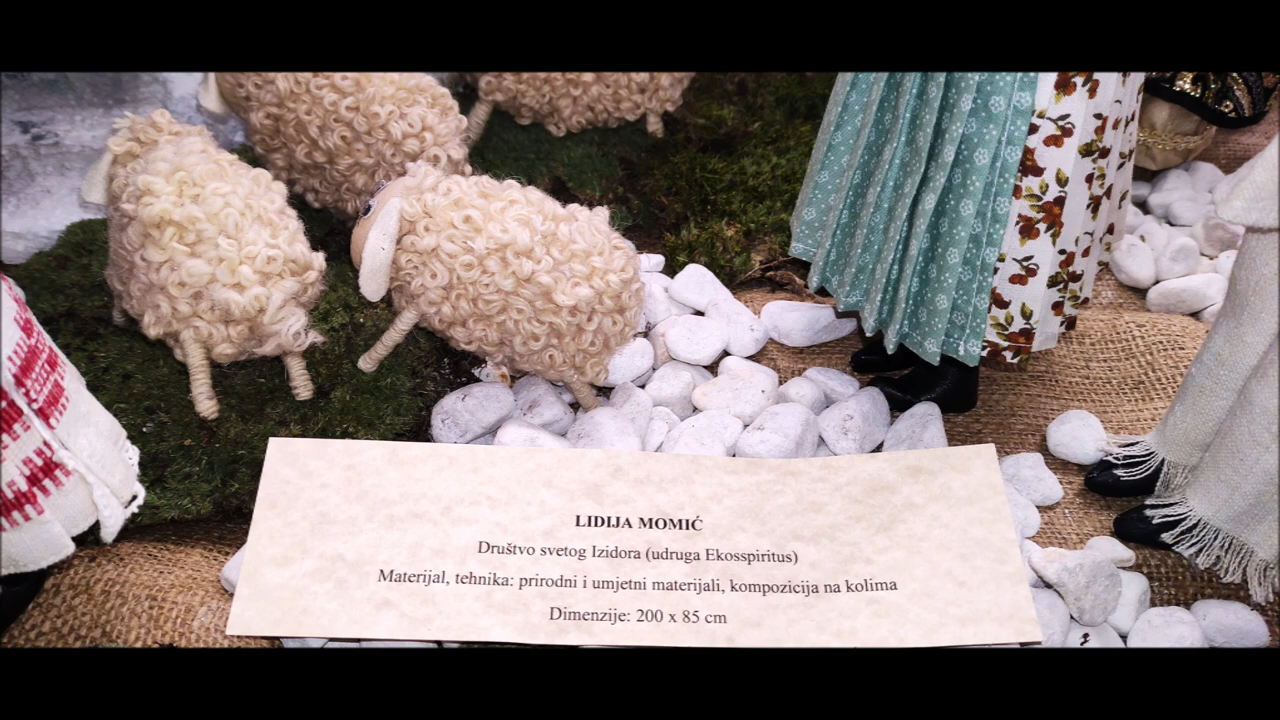 LIDIJA MOMIĆ
Društvo svetog Izidora (udruga Ekosspiritus)
Materijal, tehnika: prirodni i umjetni materijali, kompozicija na kolima
Dimenzije: 200 x 85 cm